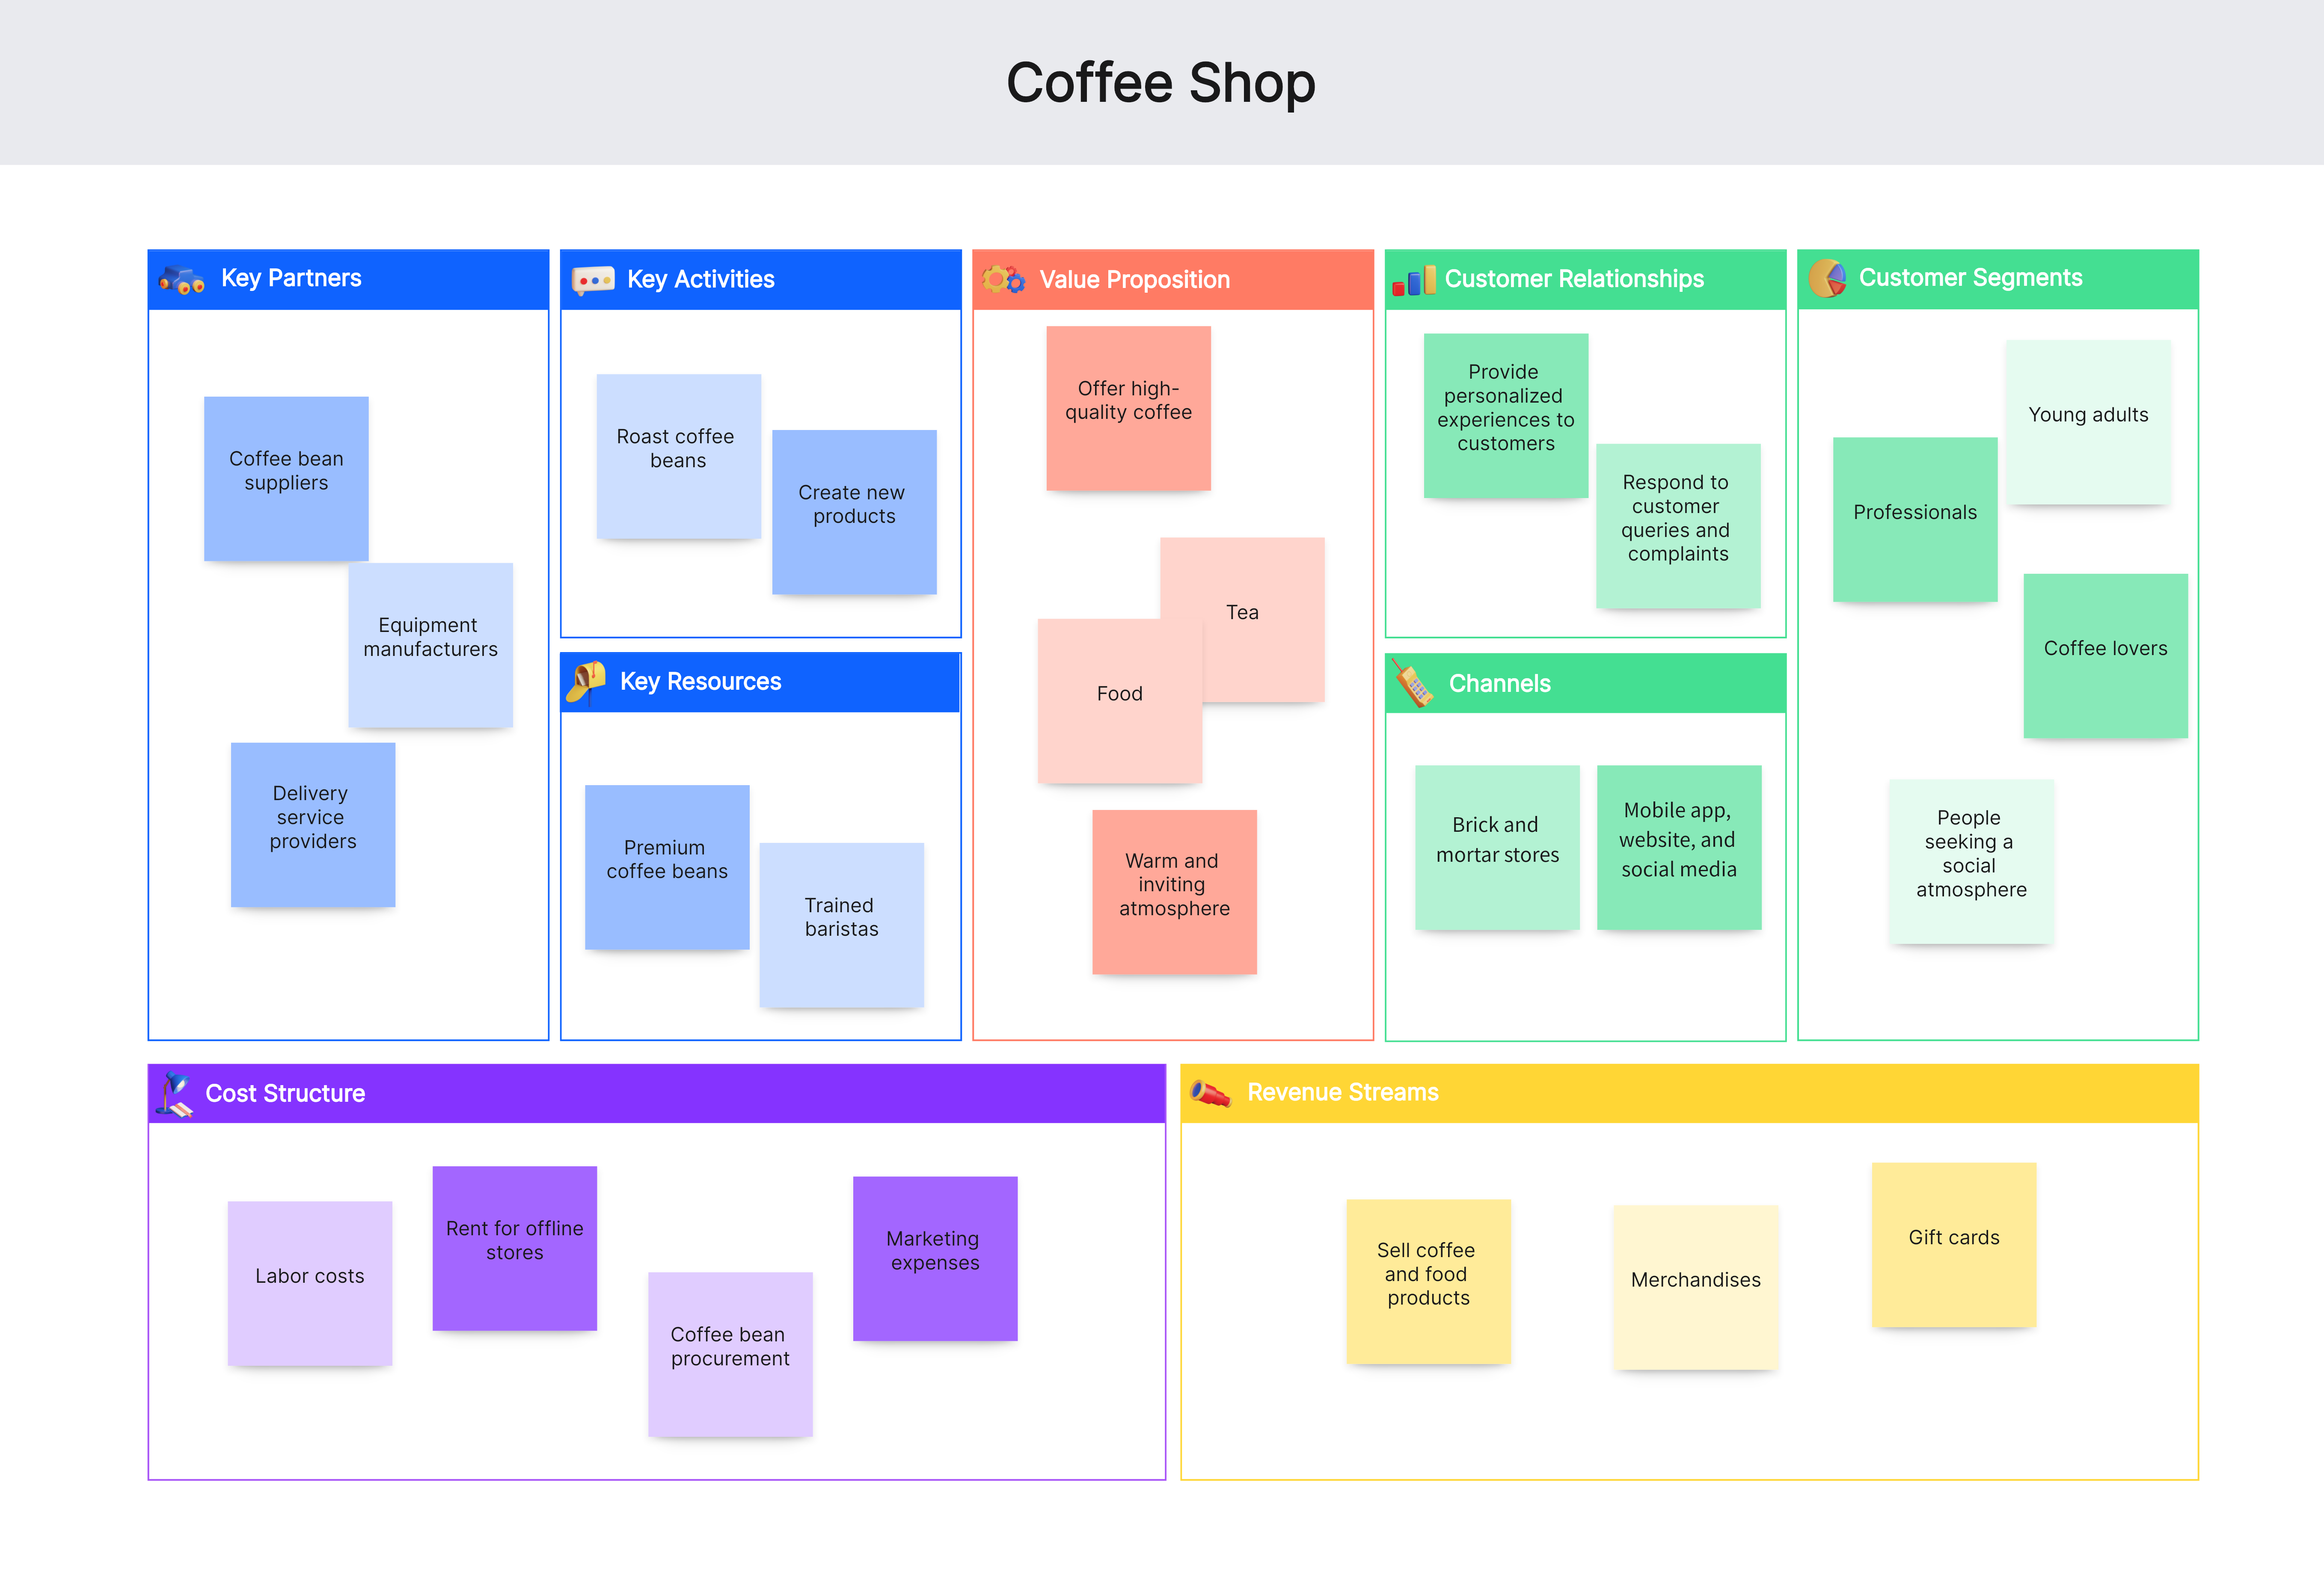 Coffee Shop
Key Partners
Coffee bean
suppliers
Equipment
manufacturers
Delivery
service
providers
Key Activities
Roast coffee
beans
Create new
products
Key Resources
Premium
coffee beans
Trained
baristas
Value Proposition
Offer high-
quality coffee
Tea
Food
Warm and
inviting
atmosphere
Customer Relationships
Provide
personalized
experiences to
customers
Respond to
customer
queries and
complaints
Channels
Brick and
mortar stores
Mobile app,
website, and
social media
Customer Segments
Young adults
Professionals
Coffee lovers
People
seeking a
social
atmosphere
Cost Structure
Labor costs
Rent for offline
stores
Coffee bean
procurement
Marketing
expenses
Revenue Streams
Sell coffee
and food
products
Merchandises
Gift cards